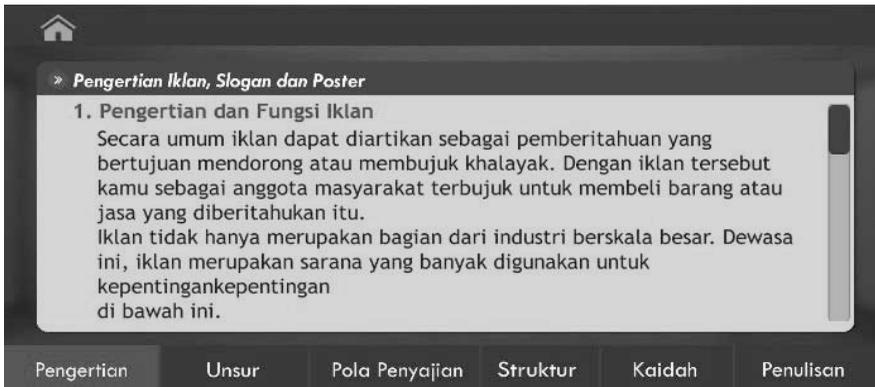 » Pengertian Iklan, Slogan dan Poster
1. Pengertian dan Fungsi Iklan
Secara umum iklan dapat diartikan sebagai pemberitahuan yang
bertujuan mendorong atau membujuk khalayak. Dengan iklan tersebut
kamu sebagai anggota masyarakat terbujuk untuk membeli barang atau
jasa yang diberitahukan itu.
Iklan tidak hanya merupakan bagian dari industri berskala besar. Dewasa
ini, iklan merupakan sarana yang banyak digunakan untuk
kepentingankepentingan
di bawah ini.
Pengertian Unsur Pola Penyajian Struktur Kaidah Penulisan